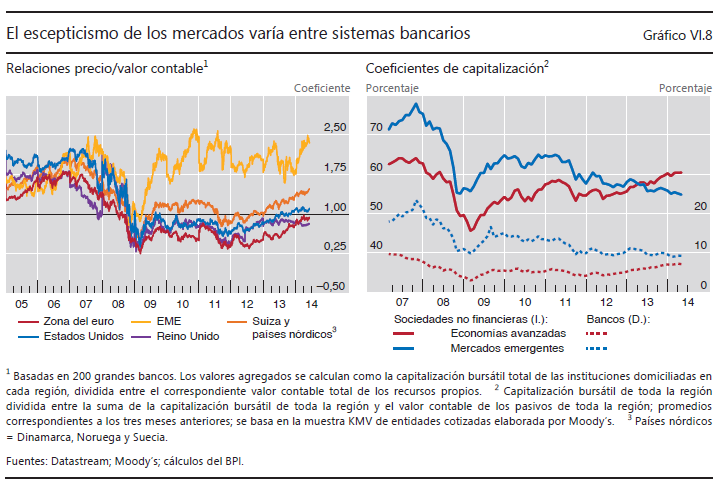 El escepticismo de los mercados varía entre sistemas bancarios
Gráfico VI.8
Relaciones precio/valor contable1
Coeficiente
2,50
1,75
1,00
0,25
–0,50
05 06 07 08 09 10 11 12 13 14
Zona del euro
EME
Suiza y
países nórdicos3
Estados Unidos
Reino Unido
Coeficientes de capitalización2
Porcentaje
Porcentaje
70
60
50
40
20
10
0
07 08 09 10 11 12 13 14
Sociedades no financieras (I.):
Bancos (D.):
Economías avanzadas
Mercados emergentes
1 Basadas en 200 grandes bancos. Los valores agregados se calculan como la capitalización bursátil total de las instituciones domiciliadas en
cada región, dividida entre el correspondiente valor contable total de los recursos propios. 2 Capitalización bursátil de toda la región
dividida entre la suma de la capitalización bursátil de toda la región y el valor contable de los pasivos de toda la región; promedios
correspondientes a los tres meses anteriores; se basa en la muestra KMV de entidades cotizadas elaborada por Moody's. 3 Países nórdicos
= Dinamarca, Noruega y Suecia.
Fuentes: Datastream; Moody's; cálculos del BPI.